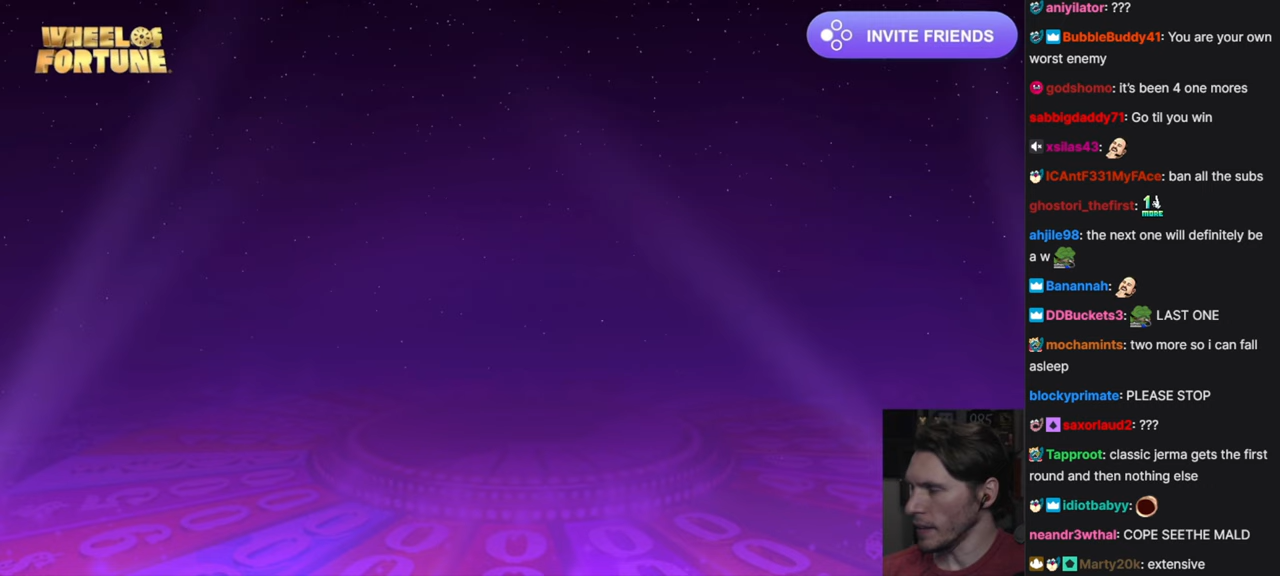 WHEEL OF
FORTUNE
INVITE FRIENDS
aniyilator: ???
BubbleBuddy41: You are your own
worst enemy
godshomo: it's been 4 one mores
sabbigdaddy71: Go til you win
xsilas43:
ICAntF331MyFAce: ban all the subs
ghostori_thefirst: 1 MORE
ahjile98: the next one will definitely be
a w
Banannah:
DDBuckets3: LAST ONE
mochamints: two more so i can fall
asleep
blockyprimate: PLEASE STOP
saxorlaud2: ???
Tapproot: classic jerma gets the first
round and then nothing else
idiotbabyy:
neandr3wthal: COPE SEETHE MALD
Marty20k: extensive